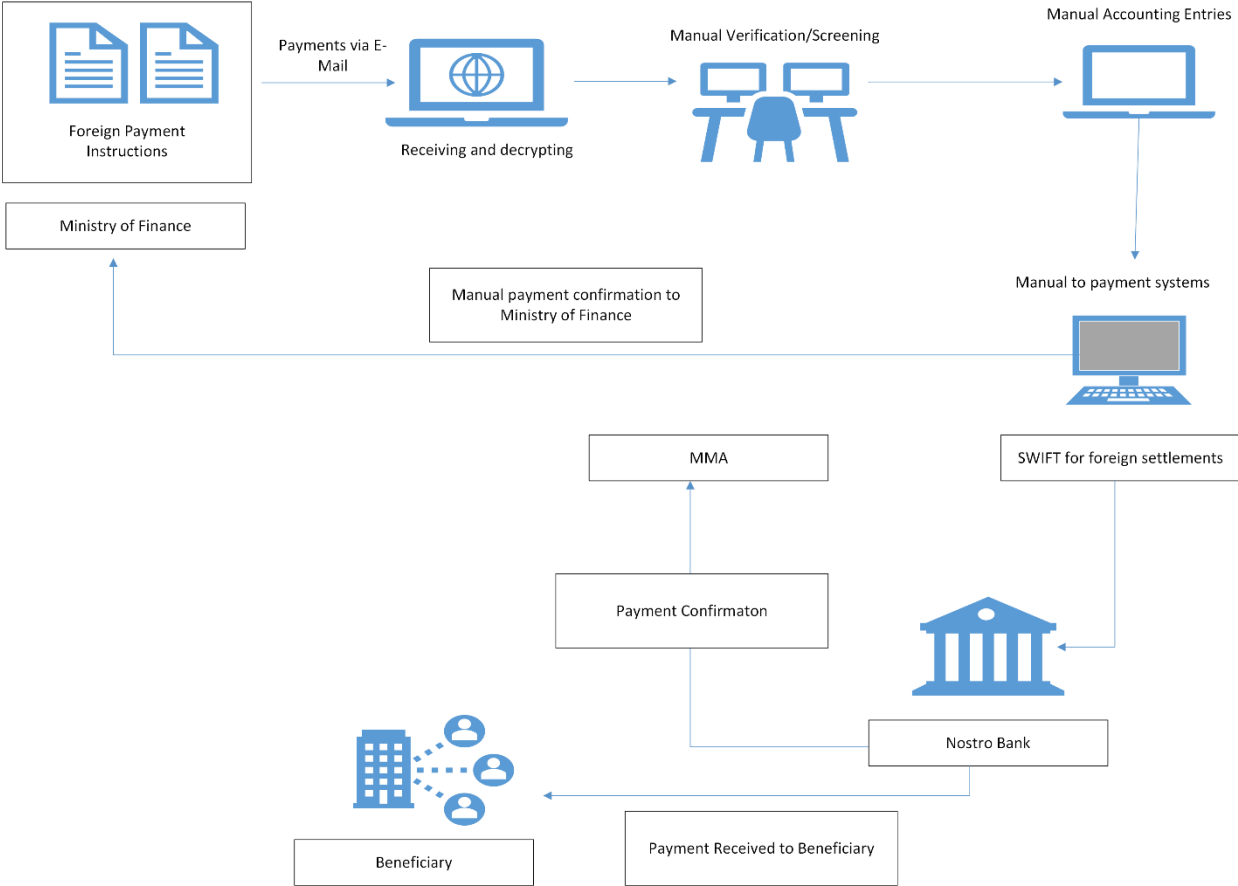 Manual Accounting Entries
Manual Verification/Screening
Payments via E-
Mail
Foreign Payment
Instructions
Receiving and decrypting
Ministry of Finance
Manual to payment systems
Manual payment confirmation to
Ministry of Finance
MMA
SWIFT for foreign settlements
Payment Confirmaton
Nostro Bank
Payment Received to Beneficiary
Beneficiary